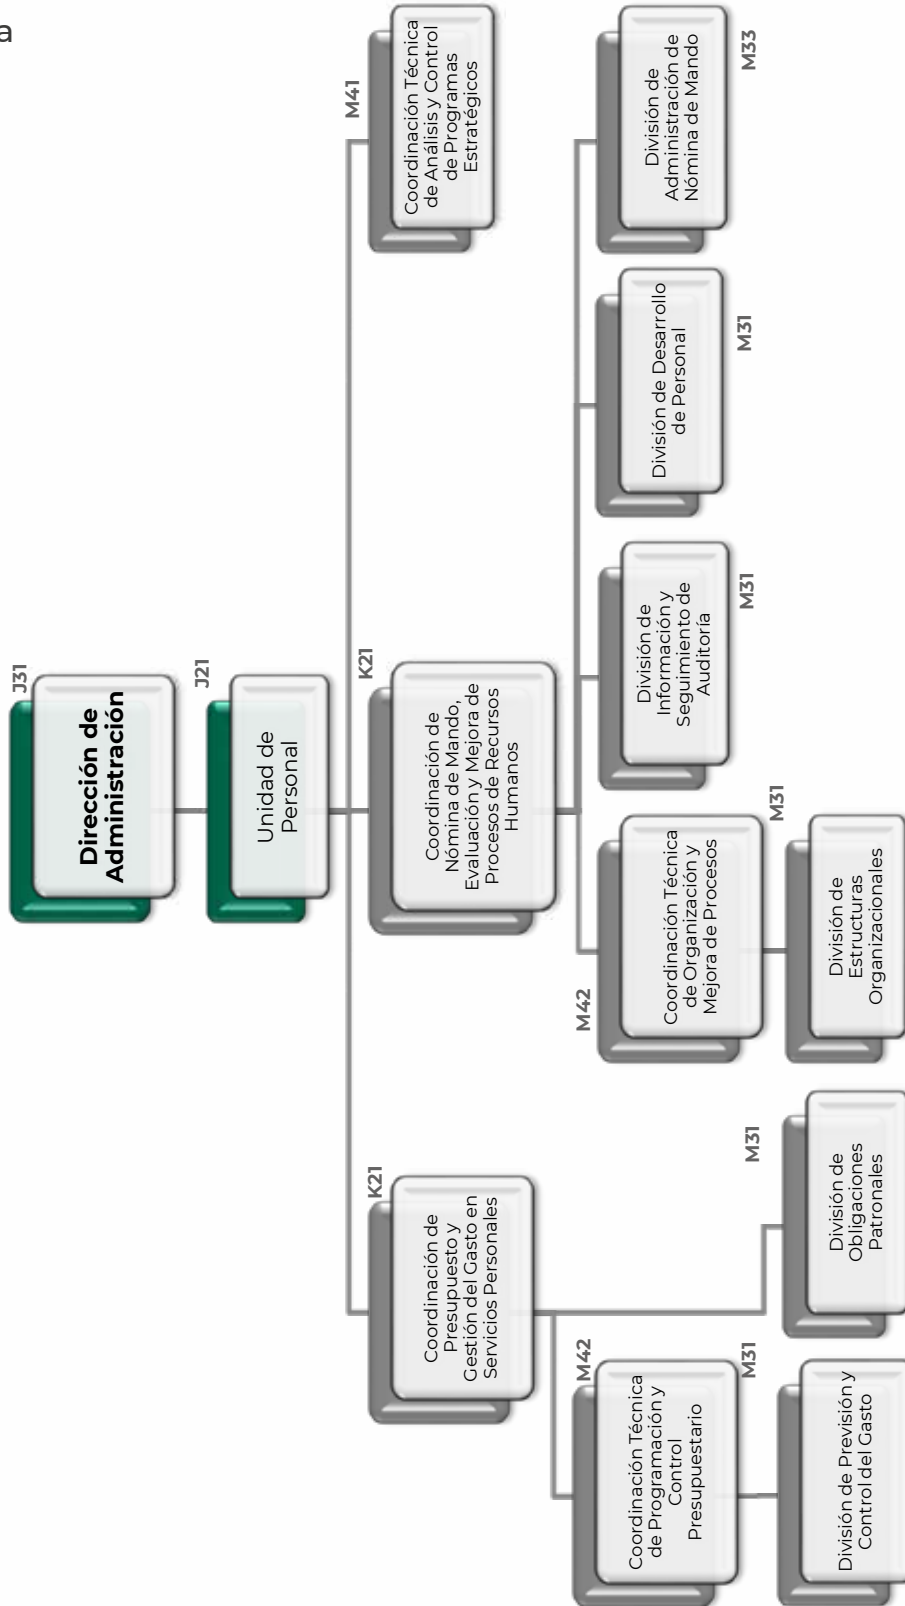 a
J31
Dirección de
Administración
J21
Unidad de
Personal
M41
Coordinación Técnica
de Análisis y Control
de Programas
Estratégicos
K21
Coordinación de
Presupuesto y
Gestión del Gasto en
Servicios Personales
K21
Coordinación de
Nómina de Mando,
Evaluación y Mejora de
Procesos de Recursos
Humanos
M42
Coordinación Técnica
de Programación y
Control
Presupuestario
M42
Coordinación Técnica
de Organización y
Mejora de Procesos
División de
Información y
Seguimiento de
Auditoría
M31
División de Desarrollo
de Personal
M31
División de
Administración de
Nómina de Mando
M33
M31
División de Previsión y
Control del Gasto
M31
División de
Obligaciones
Patronales
M31
División de
Estructuras
Organizacionales